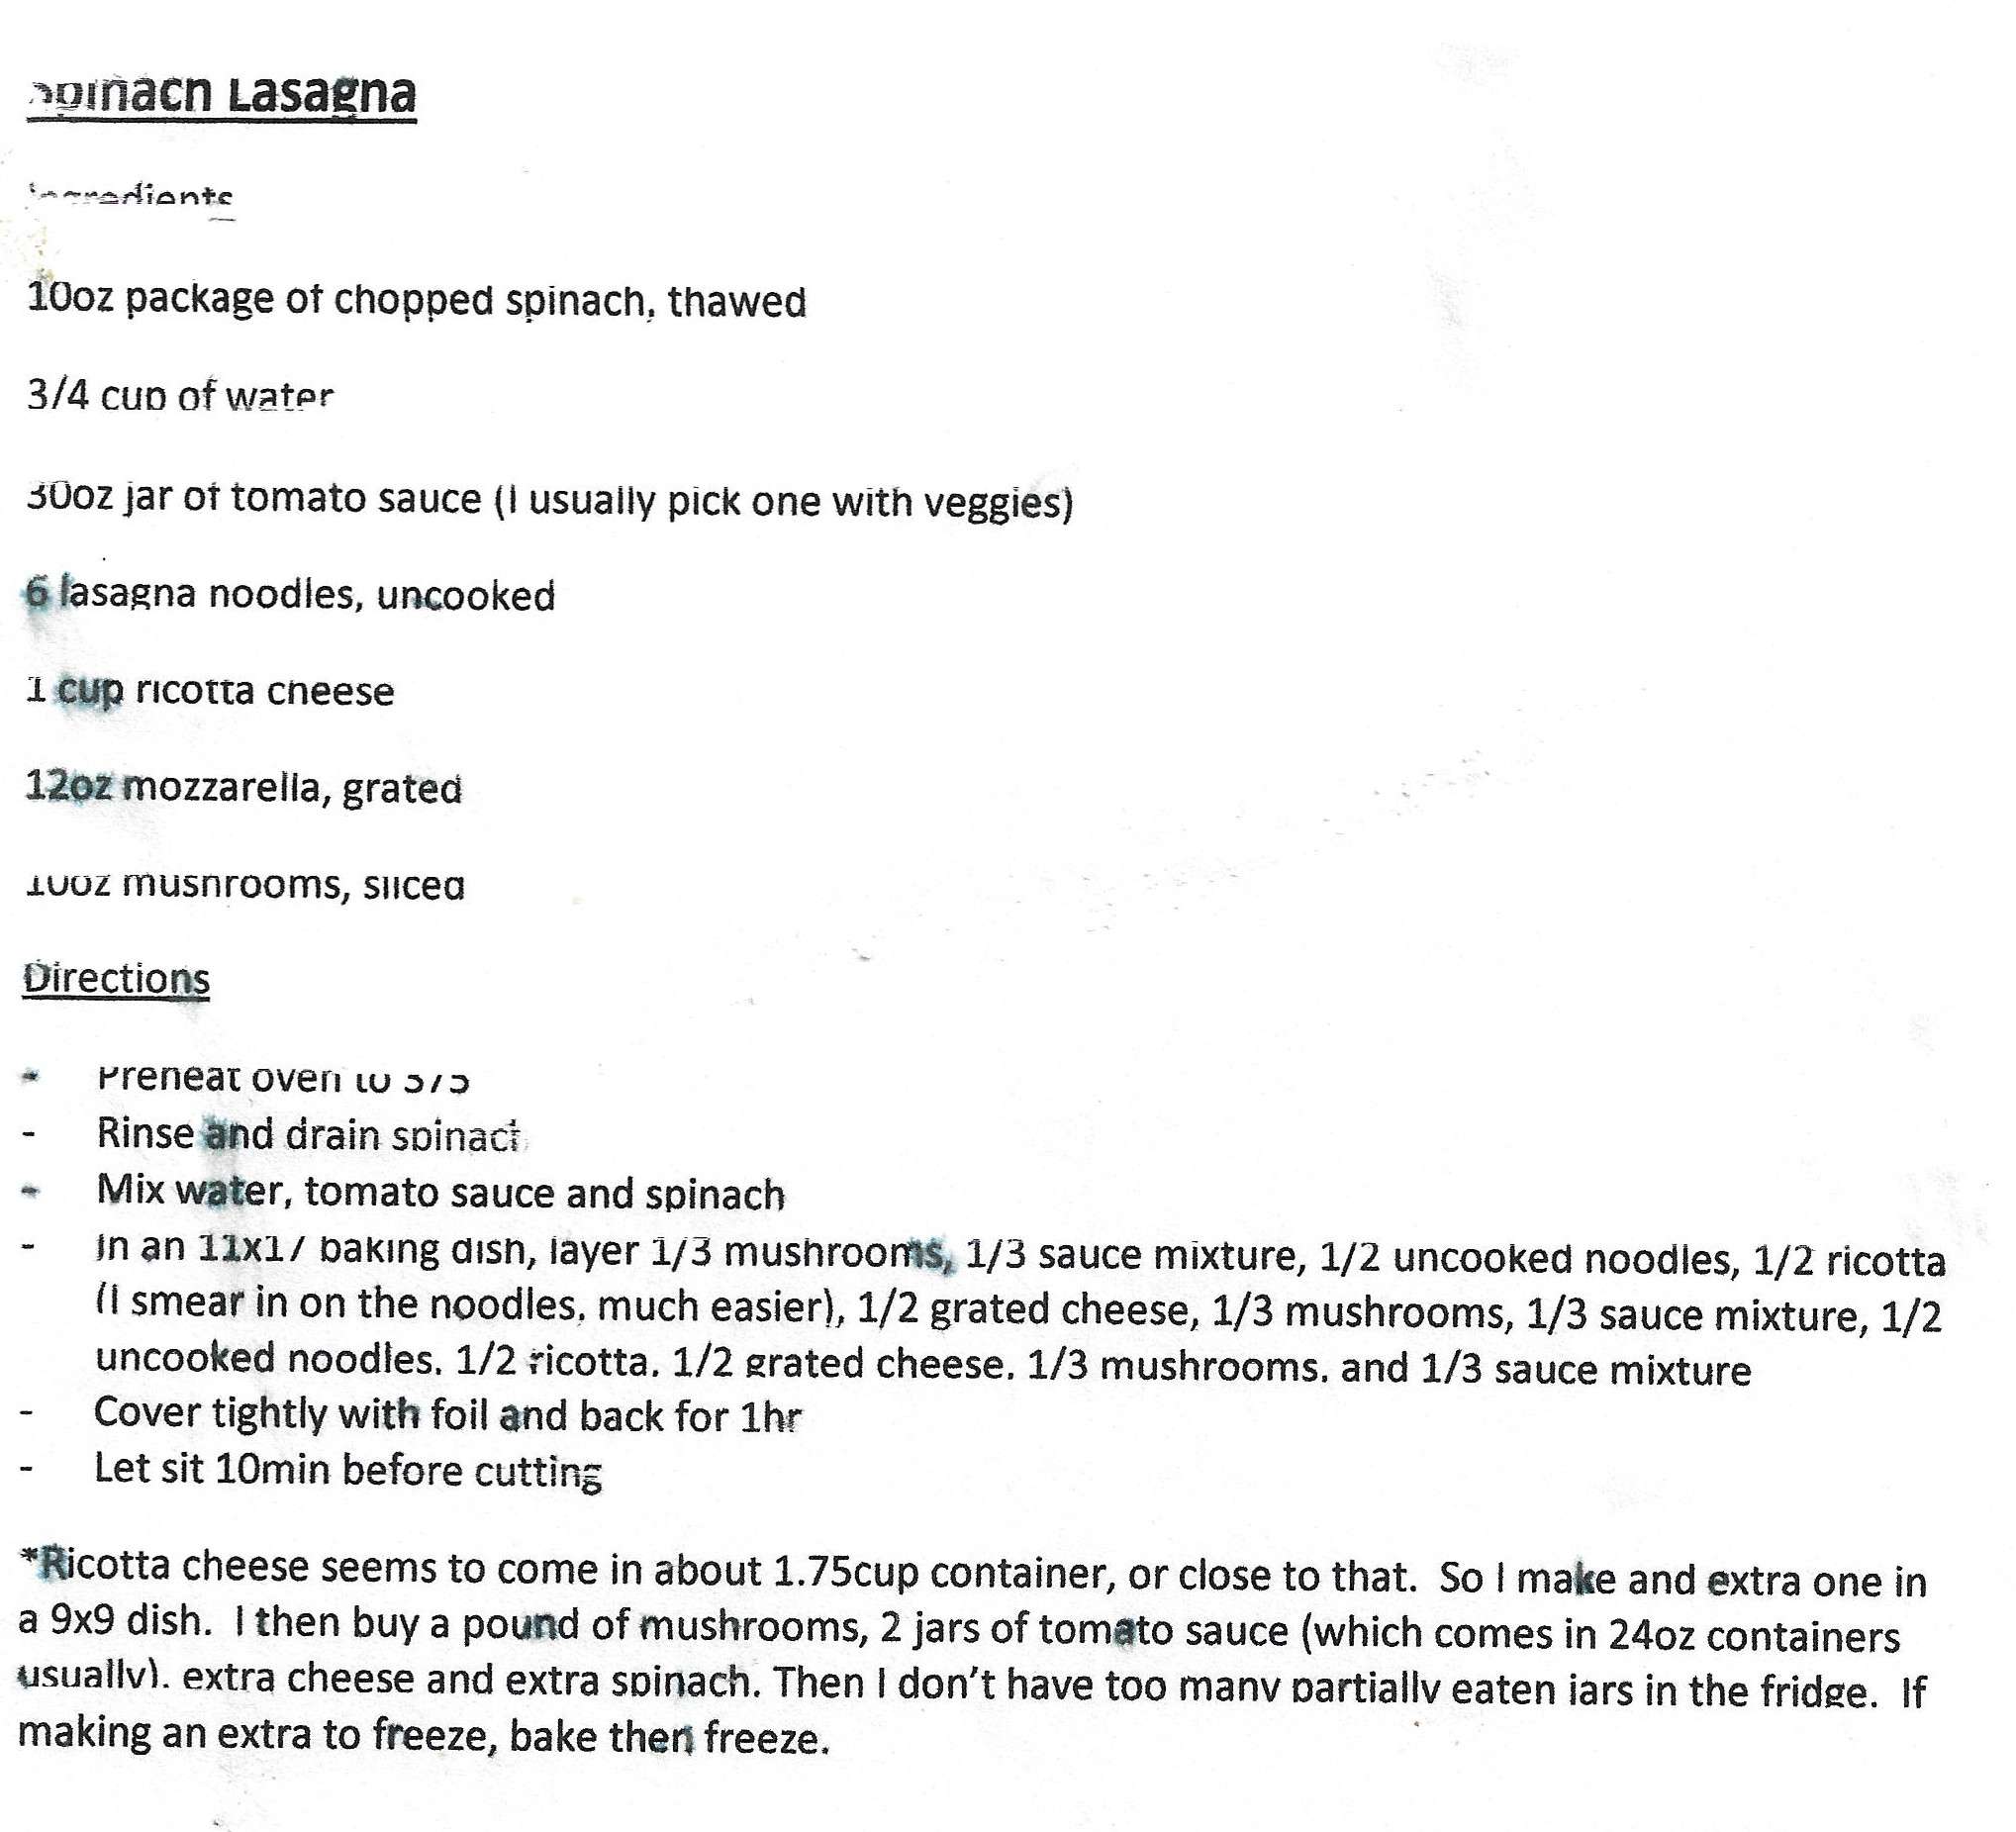 Spinach Lasagna
Ingredients
10oz package of chopped spinach, thawed
3/4 cup of water
30oz jar of tomato sauce (I usually pick one with veggies)
6 lasagna noodles, uncooked
1 cup ricotta cheese
12oz mozzarella, grated
10oz mushrooms, sliced
Directions
- Preheat oven to 375
- Rinse and drain spinach
- Mix water, tomato sauce and spinach
- In an 11x17 baking dish, layer 1/3 mushrooms, 1/3 sauce mixture, 1/2 uncooked noodles, 1/2 ricotta
(I smear in on the noodles, much easier), 1/2 grated cheese, 1/3 mushrooms, 1/3 sauce mixture, 1/2
uncooked noodles, 1/2 ricotta, 1/2 grated cheese, 1/3 mushrooms, and 1/3 sauce mixture
- Cover tightly with foil and back for 1hr
- Let sit 10min before cutting
*Ricotta cheese seems to come in about 1.75cup container, or close to that.  So I make and extra one in
a 9x9 dish.  I then buy a pound of mushrooms, 2 jars of tomato sauce (which comes in 24oz containers
usually), extra cheese and extra spinach. Then I don't have too many partially eaten jars in the fridge.  If
making an extra to freeze, bake then freeze.